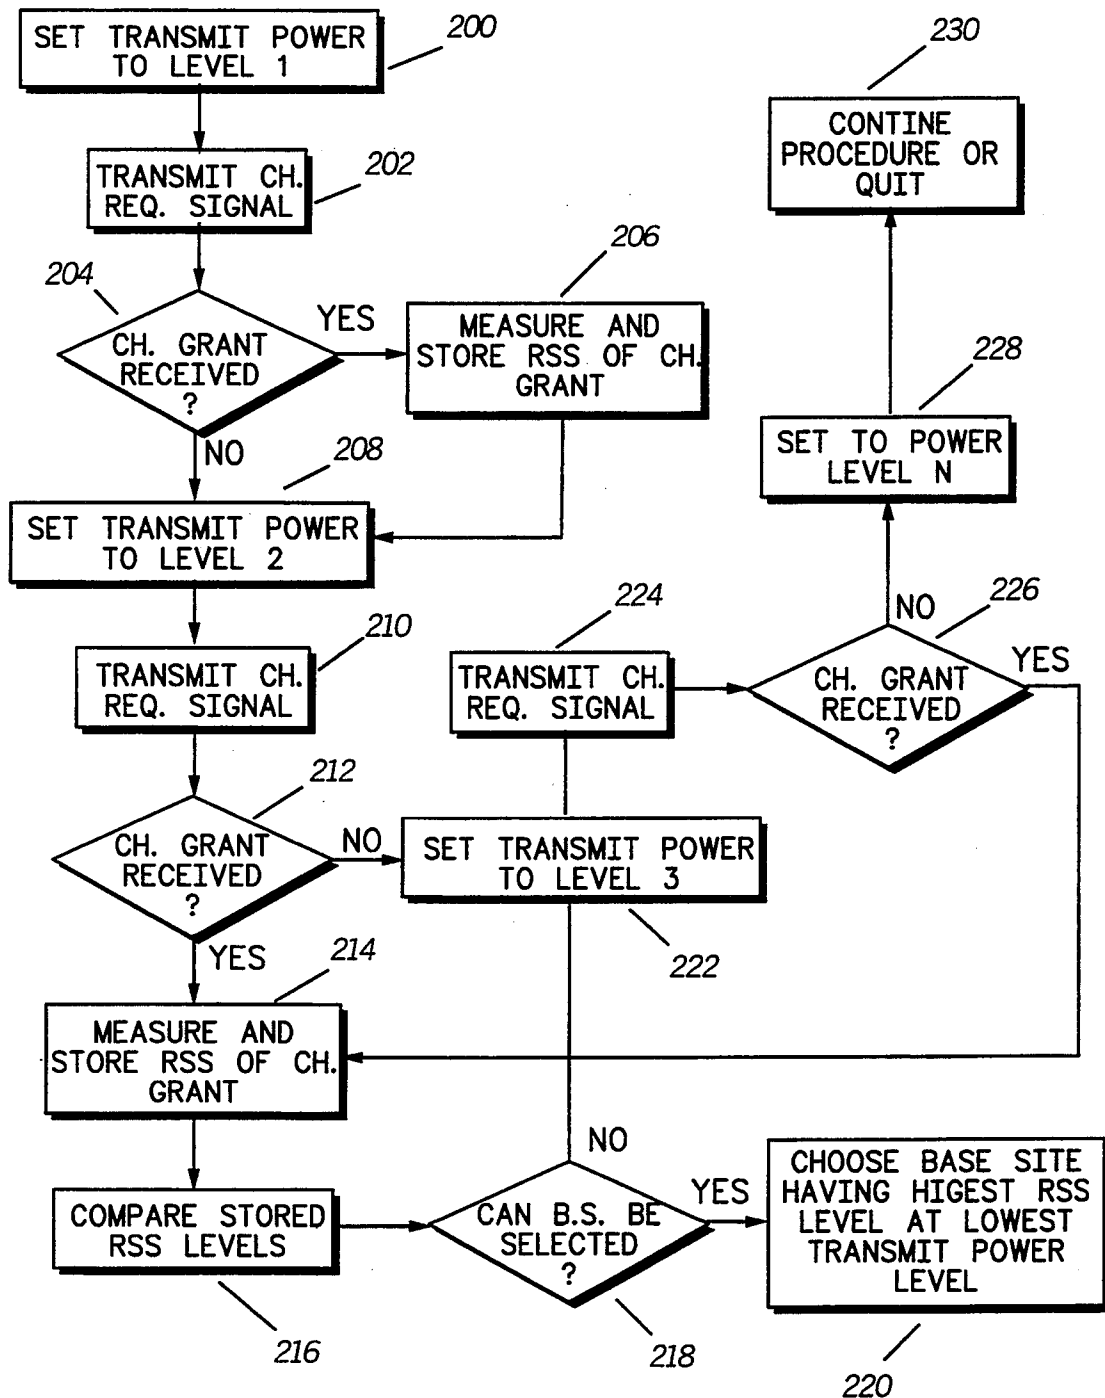 SET TRANSMIT POWER
TO LEVEL 1
200
TRANSMIT CH.
REQ. SIGNAL
202
204
CH. GRANT
RECEIVED
?
YES
NO
206
MEASURE AND
STORE RSS OF CH.
GRANT
208
SET TRANSMIT POWER
TO LEVEL 2
210
TRANSMIT CH.
REQ. SIGNAL
212
CH. GRANT
RECEIVED
?
NO
YES
214
MEASURE AND
STORE RSS OF CH.
GRANT
COMPARE STORED
RSS LEVELS
216
CAN B.S. BE
SELECTED
?
NO
YES
218
CHOOSE BASE SITE
HAVING HIGEST RSS
LEVEL AT LOWEST
TRANSMIT POWER
LEVEL
220
SET TRANSMIT POWER
TO LEVEL 3
222
224
TRANSMIT CH.
REQ. SIGNAL
226
CH. GRANT
RECEIVED
?
NO
YES
228
SET TO POWER
LEVEL N
230
CONTINE
PROCEDURE OR
QUIT